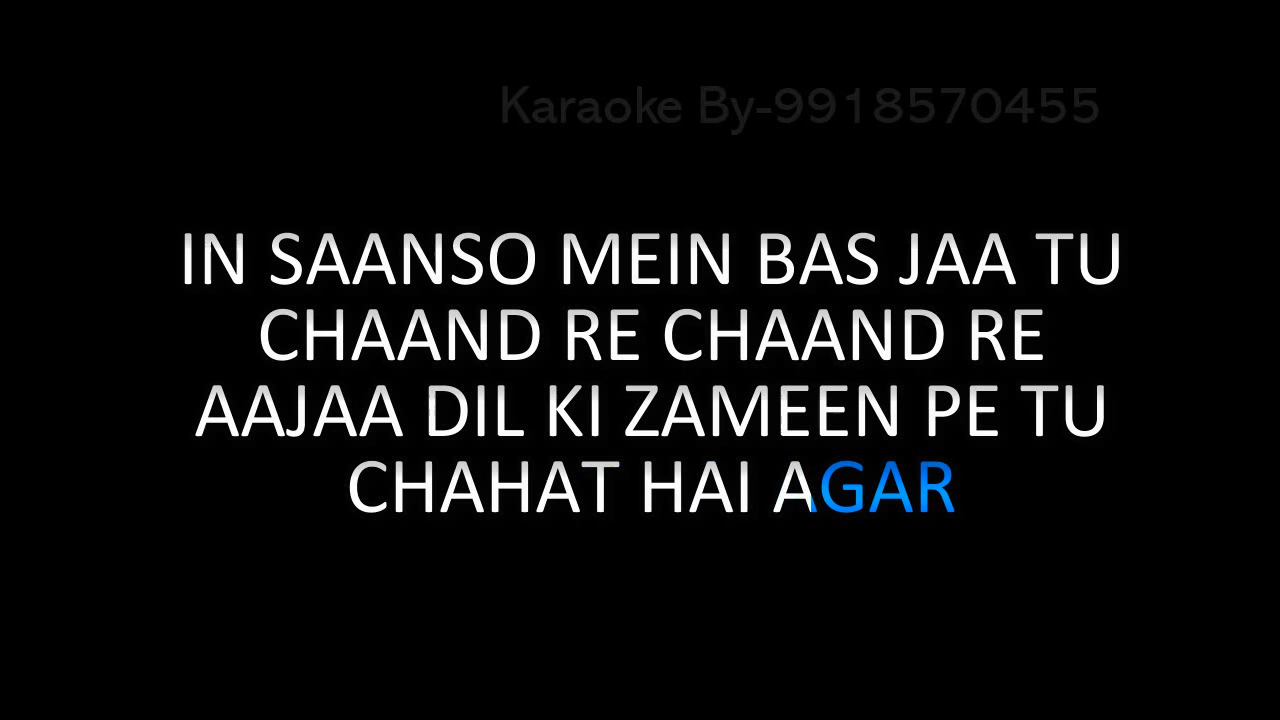 Karaoke By-9918570455
IN SAANSO MEIN BAS JAA TU
CHAAND RE CHAAND RE
AAJAA DIL KI ZAMEEN PE TU
CHAHAT HAI AGAR